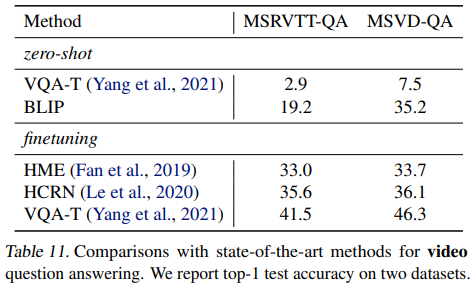 Method MSRVTT-QA MSVD-QA
zero-shot
VQA-T (Yang et al., 2021) 2.9 7.5
BLIP 19.2 35.2
finetuning
HME (Fan et al., 2019) 33.0 33.7
HCRN (Le et al., 2020) 35.6 36.1
VQA-T (Yang et al., 2021) 41.5 46.3
Table 11. Comparisons with state-of-the-art methods for video
question answering. We report top-1 test accuracy on two datasets.